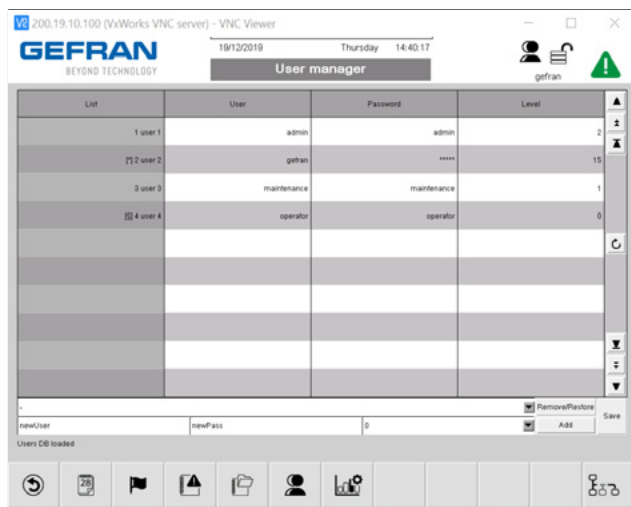 200.19.10.100 (VxWorks VNC server) - VNC Viewer
GEFRAN
BEYOND TECHNOLOGY
19/12/2019 Thursday 14:40:17
User manager
gefran
List User Password Level
1 user 1 admin admin 2
[*] 2 user 2 gefran ***** 15
3 user 3 maintenance maintenance 1
4 user 4 operator operator 0
-
Remove/Restore
Save
newUser newPass 0 Add
Users DB loaded
28